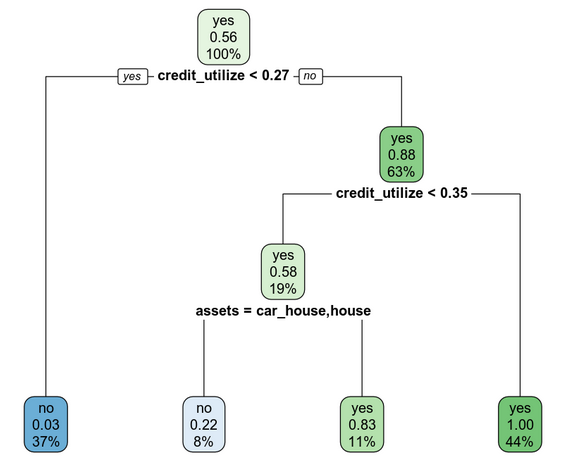 yes
0.56
100%
yes credit_utilize < 0.27 no
yes
0.88
63%
credit_utilize < 0.35
yes
0.58
19%
assets = car_house,house
no
0.03
37%
no
0.22
8%
yes
0.83
11%
yes
1.00
44%